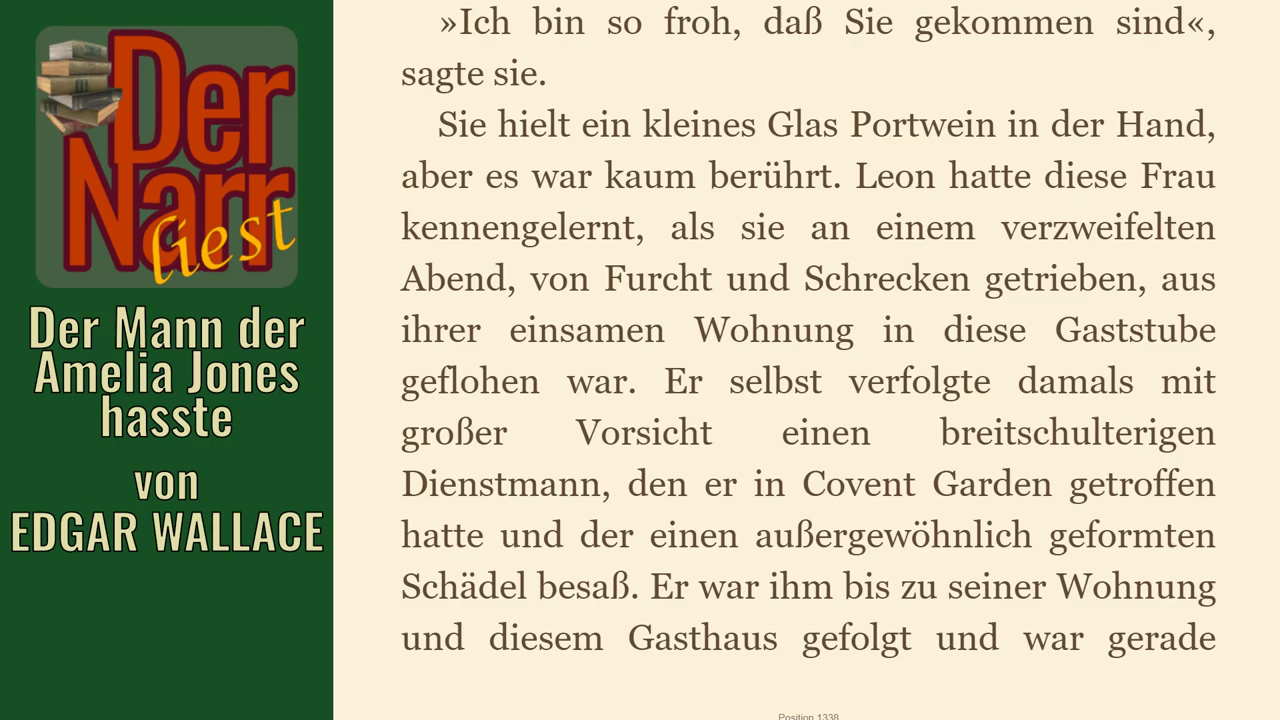 Der
Narr
liest
Der Mann der
Amelia Jones
hasste
von
EDGAR WALLACE
»Ich bin so froh, daß Sie gekommen sind«,
sagte sie.
Sie hielt ein kleines Glas Portwein in der Hand,
aber es war kaum berührt. Leon hatte diese Frau
kennengelernt, als sie an einem verzweifelten
Abend, von Furcht und Schrecken getrieben, aus
ihrer einsamen Wohnung in diese Gaststube
geflohen war. Er selbst verfolgte damals mit
großer Vorsicht einen breitschulterigen
Dienstmann, den er in Covent Garden getroffen
hatte und der einen außergewöhnlich geformten
Schädel besaß. Er war ihm bis zu seiner Wohnung
und diesem Gasthaus gefolgt und war gerade
Position 1338